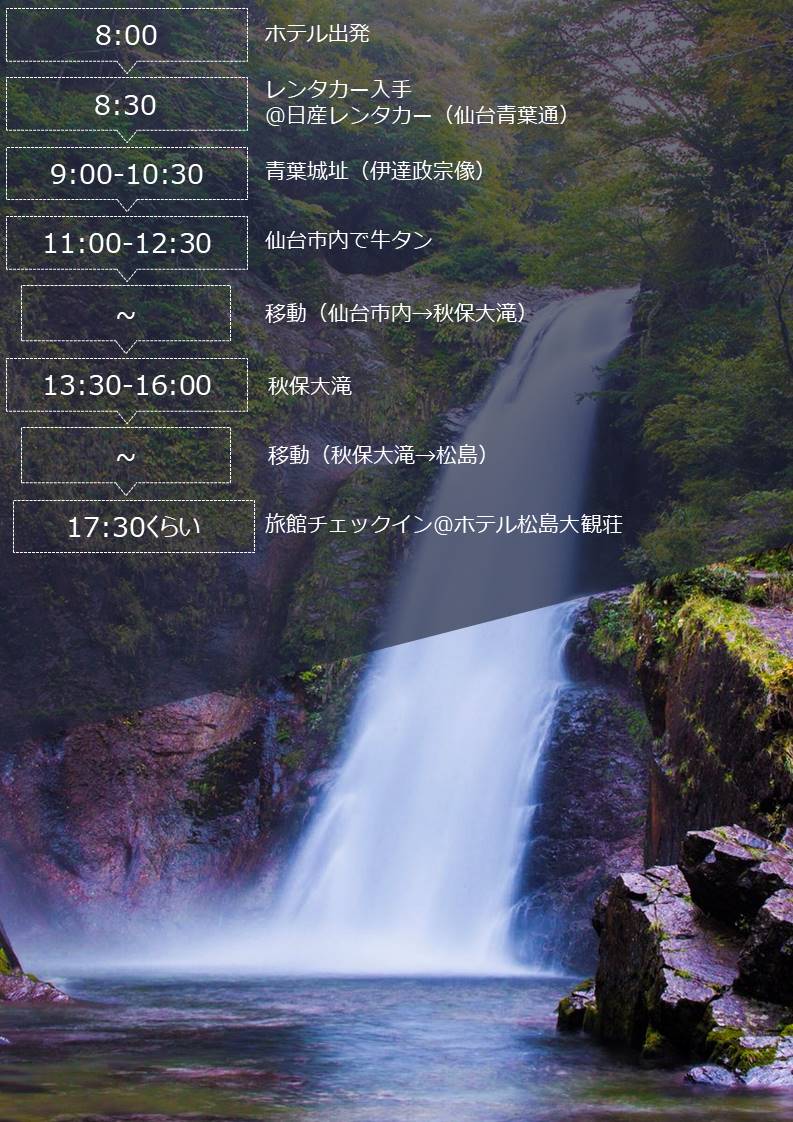 8:00
ホテル出発
8:30
レンタカー入手
@日産レンタカー（仙台青葉通）
9:00-10:30
青葉城址（伊達政宗像）
11:00-12:30
仙台市内で牛タン
~
移動（仙台市内→秋保大滝）
13:30-16:00
秋保大滝
~
移動（秋保大滝→松島）
17:30くらい
旅館チェックイン@ホテル松島大観荘